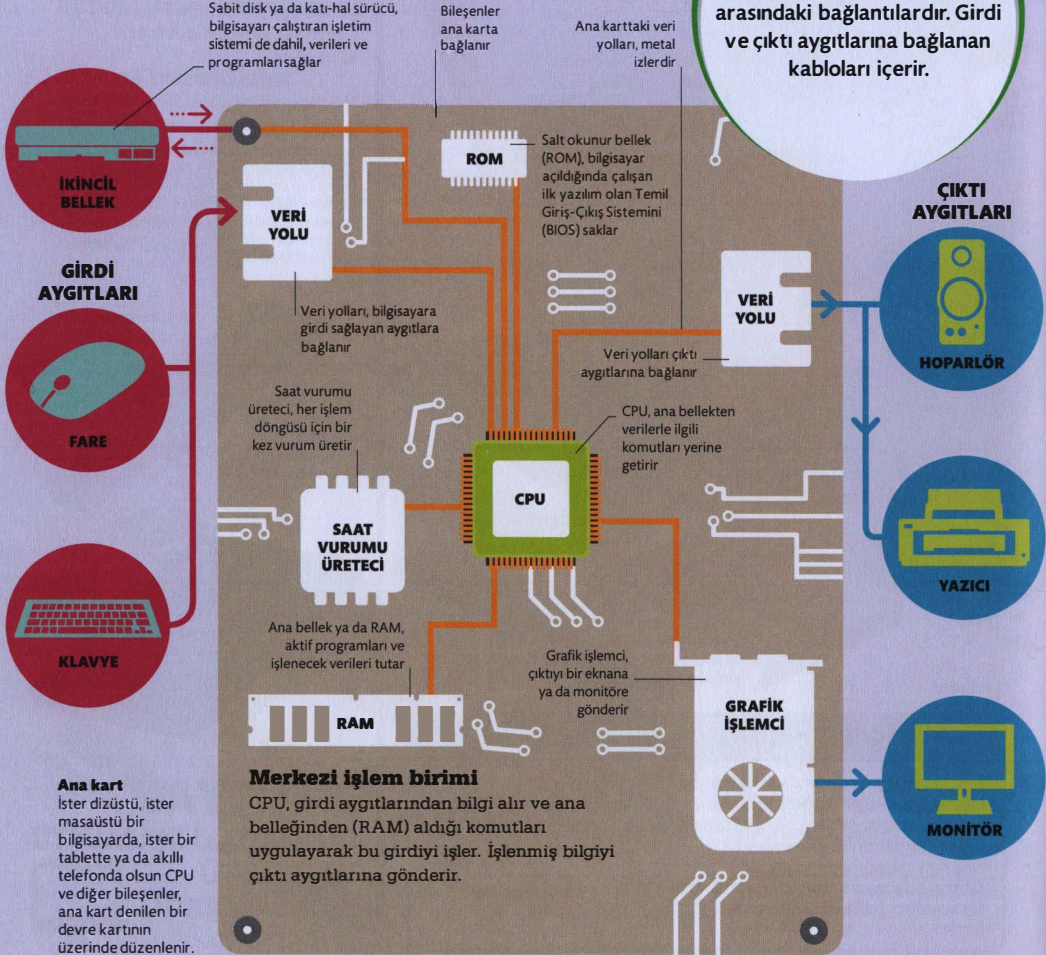 Sabit disk ya da katı-hal sürücü,
bilgisayarı çalıştıran işletim
sistemi de dahil, verileri ve
programları sağlar
Bileşenler
ana karta
bağlanır
Ana karttaki veri
yolları, metal
izlerdir
arasındaki bağlantılardır. Girdi
ve çıktı aygıtlarına bağlanan
kabloları içerir.
İKİNCİL
BELLEK
VERİ
YOLU
ROM
Salt okunur bellek
(ROM), bilgisayar
açıldığında çalışan
ilk yazılım olan Temil
Giriş-Çıkış Sistemini
(BIOS) saklar
ÇIKTI
AYGITLARI
GİRDİ
AYGITLARI
Veri yolları, bilgisayara
girdi sağlayan aygıtlara
bağlanır
VERİ
YOLU
Veri yolları çıktı
aygıtlarına bağlanır
HOPARLÖR
FARE
Saat vurumu
üreteci, her işlem
döngüsü için bir
kez vurum üretir
CPU, ana bellekten
verilerle ilgili
komutları yerine
getirir
CPU
SAAT
VURUMU
ÜRETECİ
YAZICI
KLAVYE
Ana bellek ya da RAM,
aktif programları ve
işlenecek verileri tutar
Grafik işlemci,
çıktıyı bir eknana
ya da monitöre
gönderir
RAM
GRAFİK
İŞLEMCİ
MONİTÖR
Merkezi işlem birimi
CPU, girdi aygıtlarından bilgi alır ve ana
belleğinden (RAM) aldığı komutları
uygulayarak bu girdiyi işler. İşlenmiş bilgiyi
çıktı aygıtlarına gönderir.
Ana kart
İster dizüstü, ister
masaüstü bir
bilgisayarda, ister bir
tablette ya da akıllı
telefonda olsun CPU
ve diğer bileşenler,
ana kart denilen bir
devre kartının
üzerinde düzenlenir.